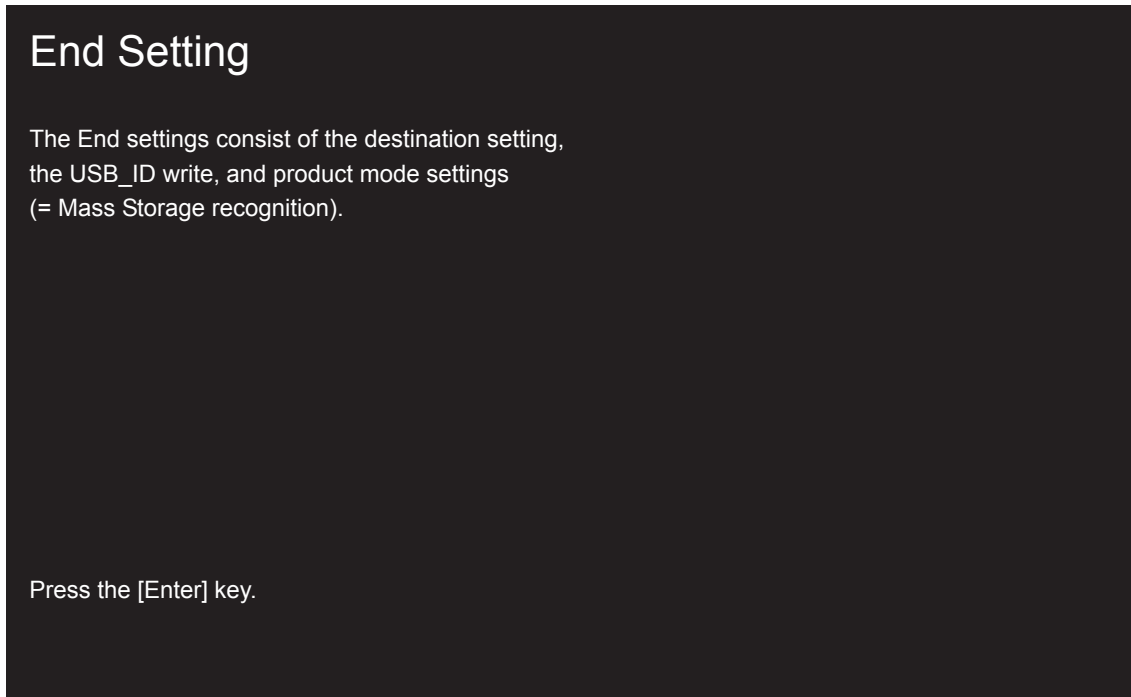 End Setting
The End settings consist of the destination setting,
the USB_ID write, and product mode settings
(= Mass Storage recognition).
Press the [Enter] key.